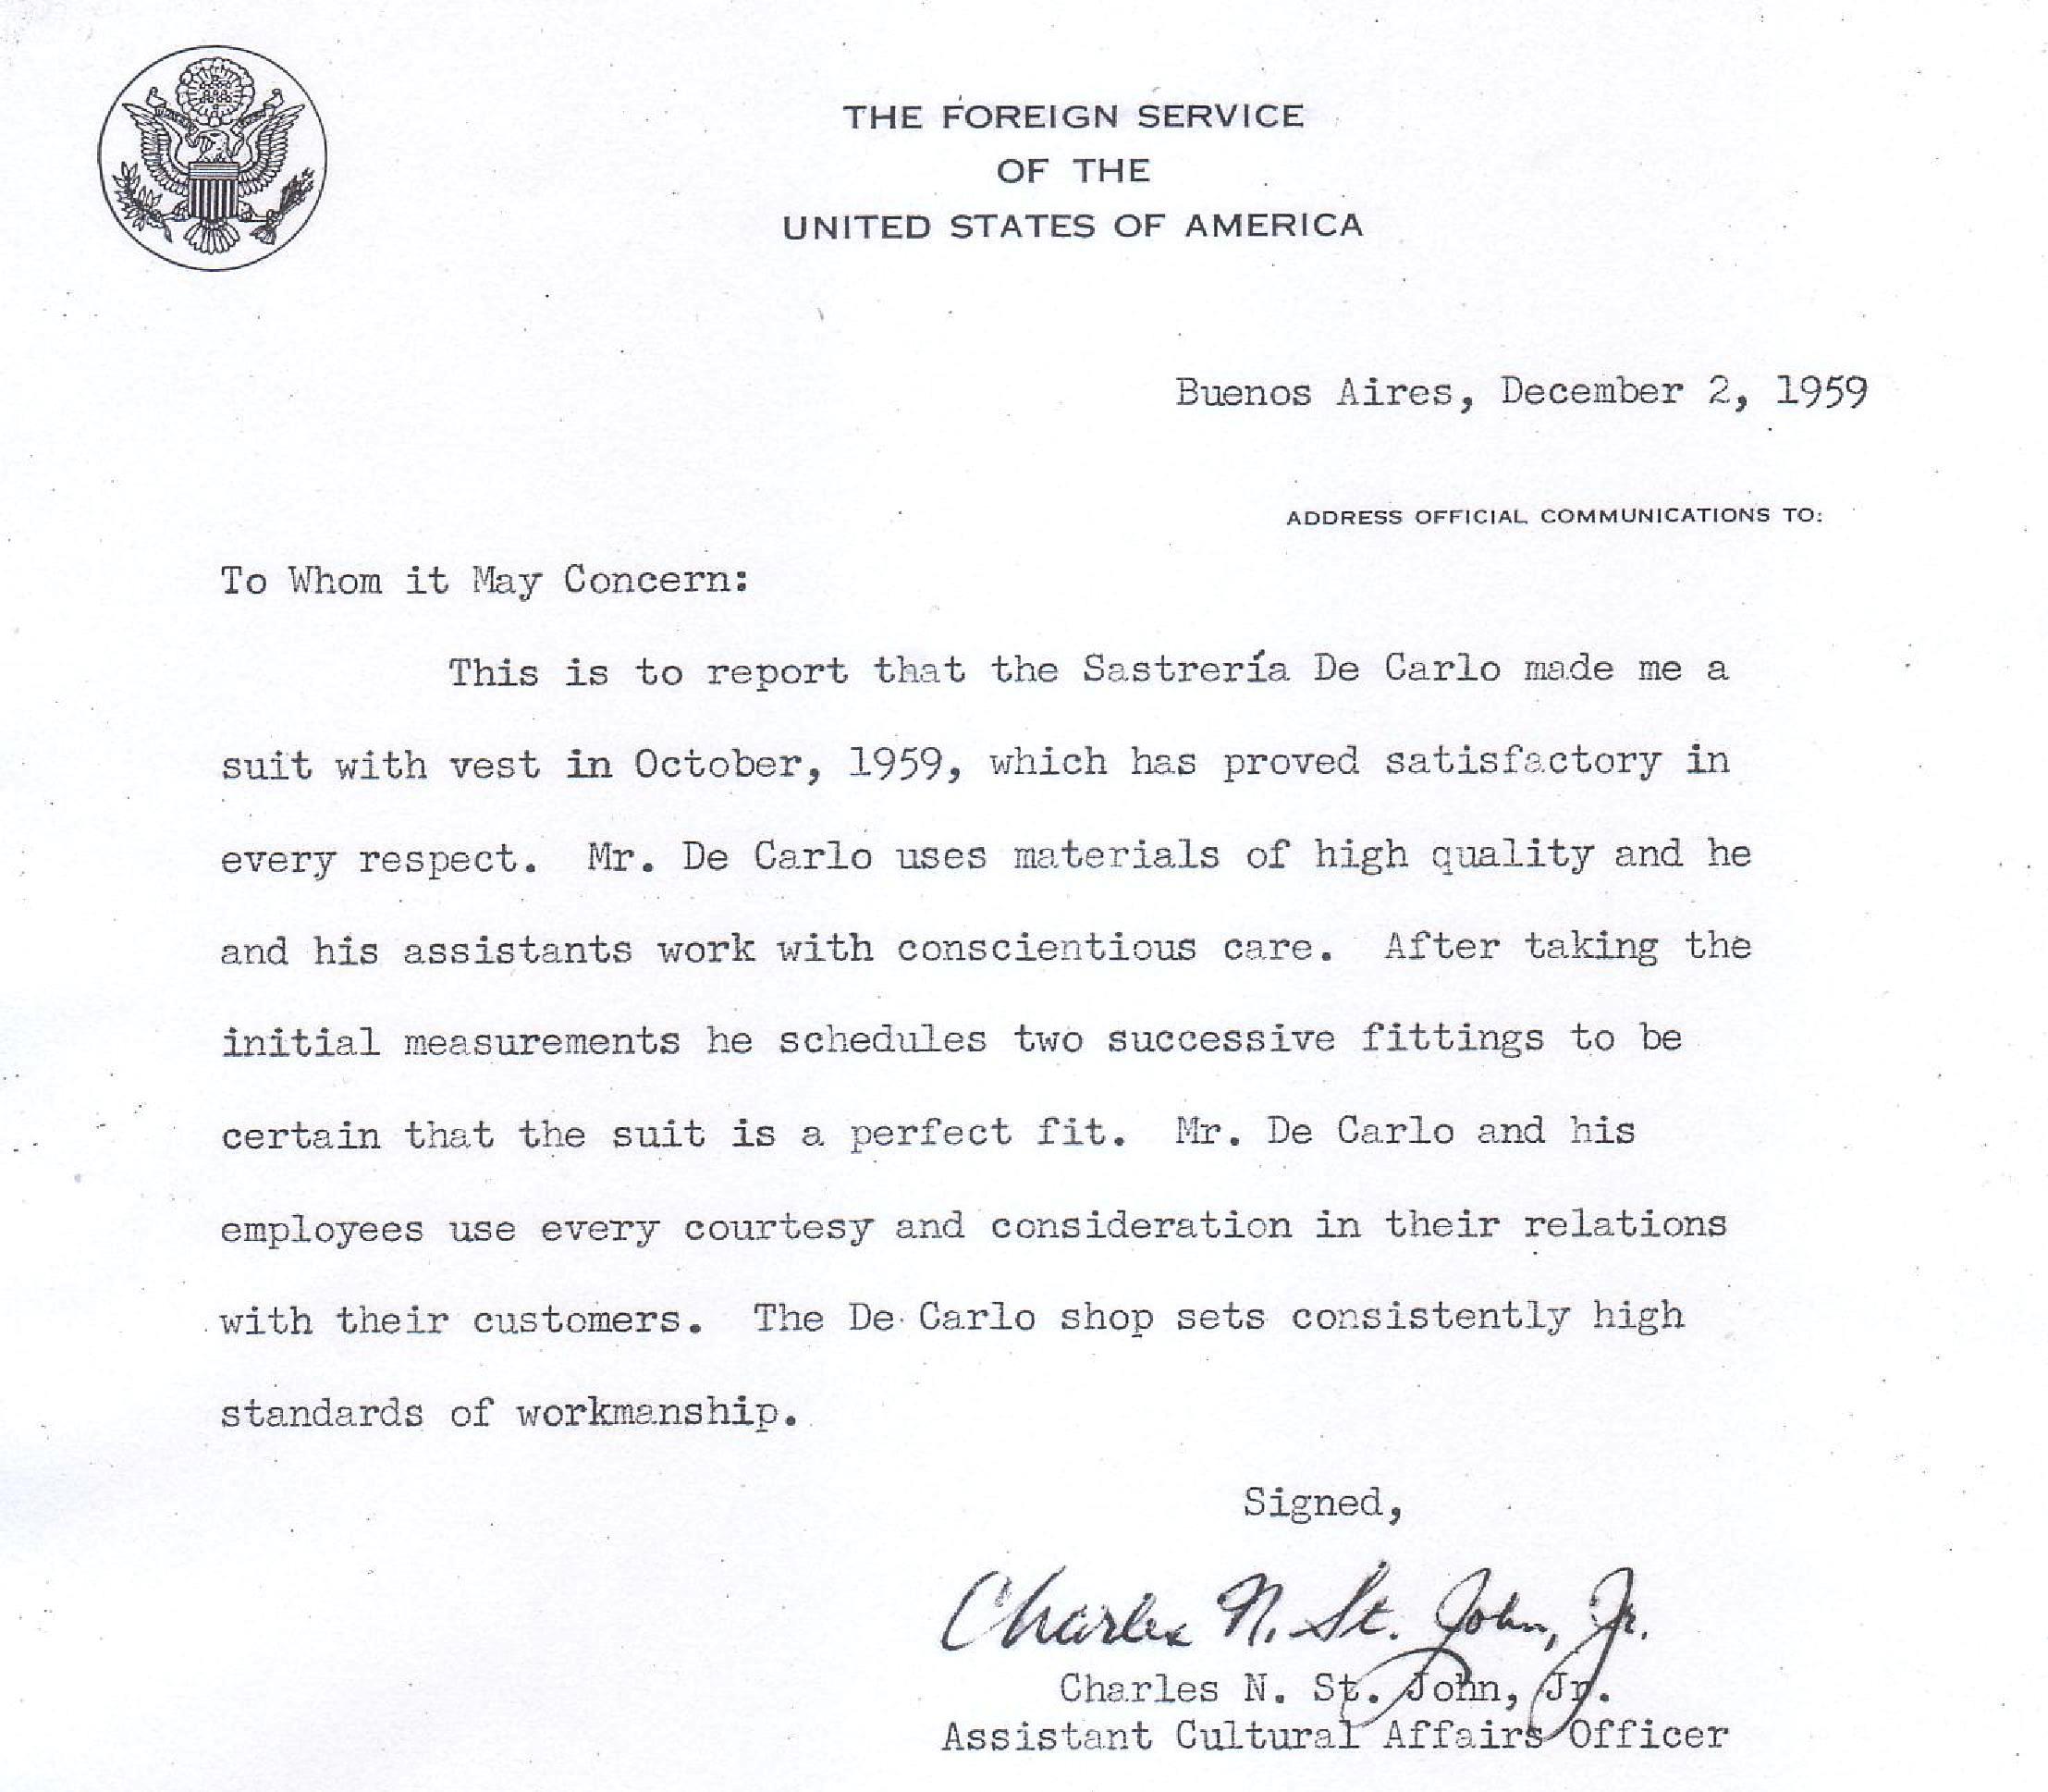 THE FOREIGN SERVICE
OF THE
UNITED STATES OF AMERICA
Buenos Aires, December 2, 1959
ADDRESS OFFICIAL COMMUNICATIONS TO:
To Whom it May Concern:
This is to report that the Sastrería De Carlo made me a
suit with vest in October, 1959, which has proved satisfactory in
every respect. Mr. De Carlo uses materials of high quality and he
and his assistants work with conscientious care. After taking the
initial measurements he schedules two successive fittings to be
certain that the suit is a perfect fit. Mr. De Carlo and his
employees use every courtesy and consideration in their relations
with their customers. The De Carlo shop sets consistently high
standards of workmanship.
Signed,
Charles N. St. John, Jr.
Charles N. St. John, Jr.
Assistant Cultural Affairs Officer